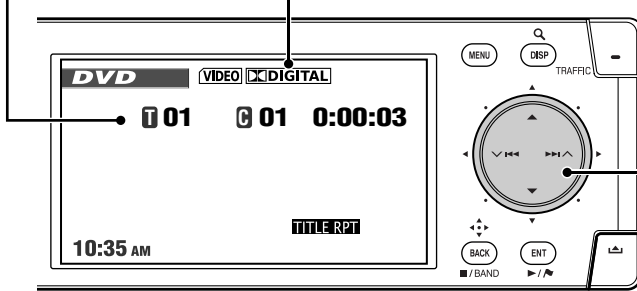 MENU
DISP
TRAFFIC
DVD VIDEO DIGITAL
T 01 C 01 0:00:03
TITLE RPT
10:35 AM
BACK ENT
/ BAND